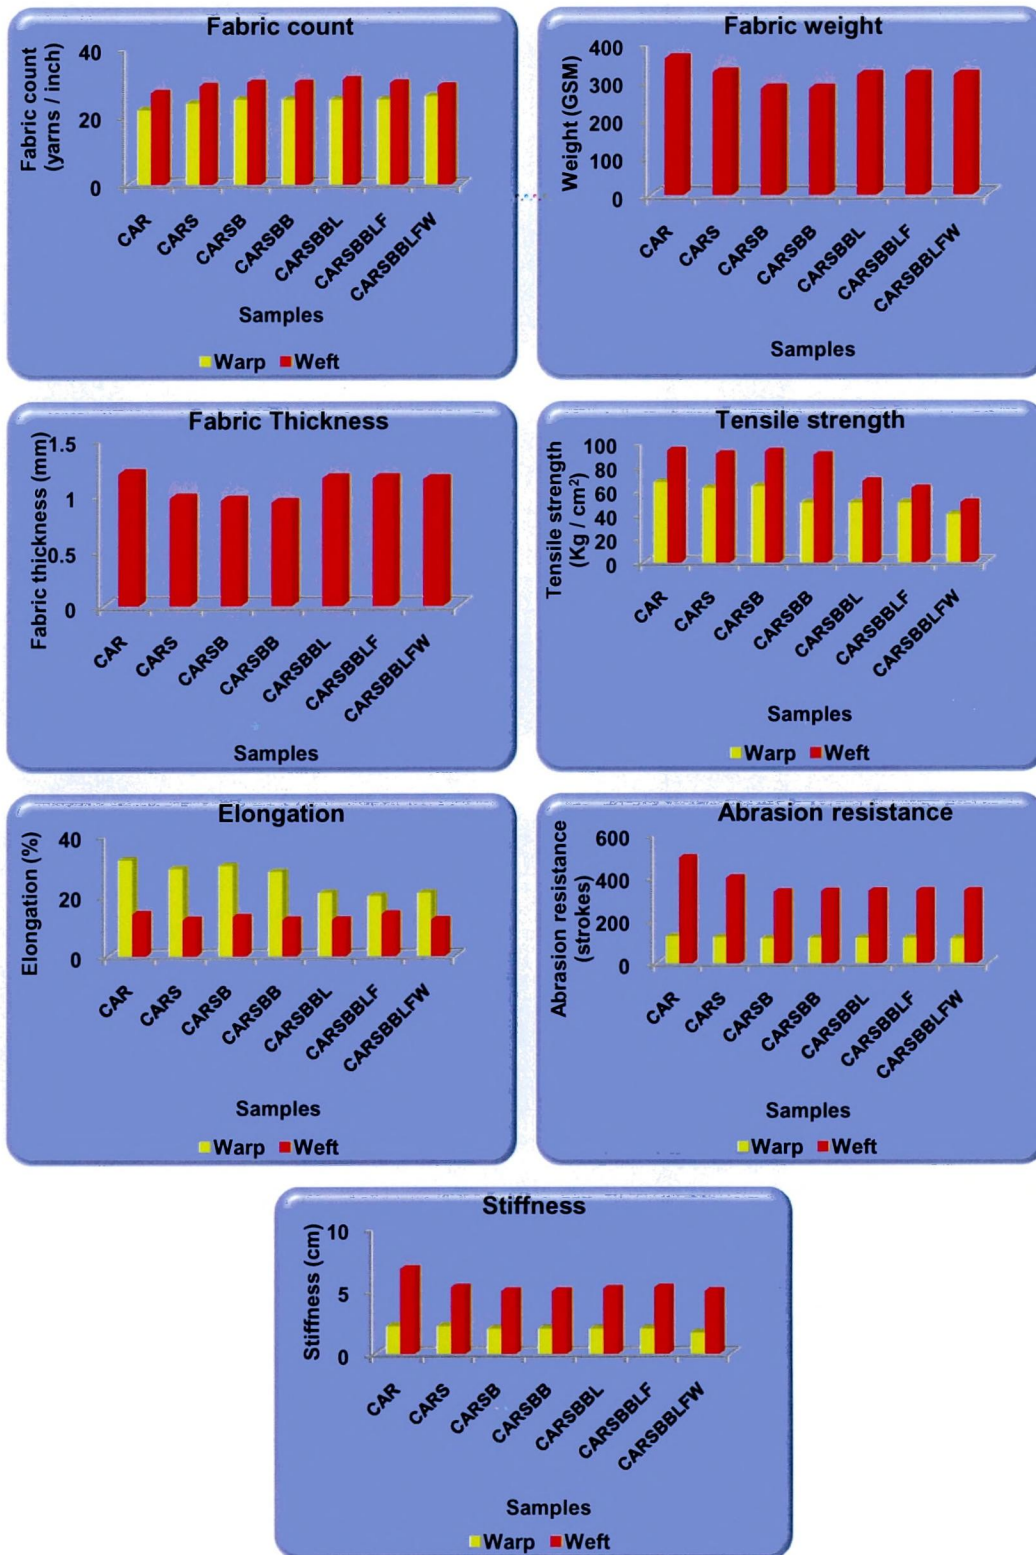 Fabric count
Fabric count
(yarns / inch)
40
20
0
CAR
CARS
CARSB
CARSBB
CARSBBL
CARSBBLF
CARSBBLFW
Samples
Warp Weft
Fabric weight
Weight (GSM)
400
300
200
100
0
CAR
CARS
CARSB
CARSBB
CARSBBL
CARSBBLF
CARSBBLFW
Samples
Fabric Thickness
Fabric thickness (mm)
1.5
1
0.5
0
CAR
CARS
CARSB
CARSBB
CARSBBL
CARSBBLF
CARSBBLFW
Samples
Tensile strength
Tensile strength
(Kg / cm²)
100
80
60
40
20
0
CAR
CARS
CARSB
CARSBB
CARSBBL
CARSBBLF
CARSBBLFW
Samples
Warp Weft
Elongation
Elongation (%)
40
20
0
CAR
CARS
CARSB
CARSBB
CARSBBL
CARSBBLF
CARSBBLFW
Samples
Warp Weft
Abrasion resistance
Abrasion resistance
(strokes)
600
400
200
0
CAR
CARS
CARSB
CARSBB
CARSBBL
CARSBBLF
CARSBBLFW
Samples
Warp Weft
Stiffness
Stiffness (cm)
10
5
0
CAR
CARS
CARSB
CARSBB
CARSBBL
CARSBBLF
CARSBBLFW
Samples
Warp Weft